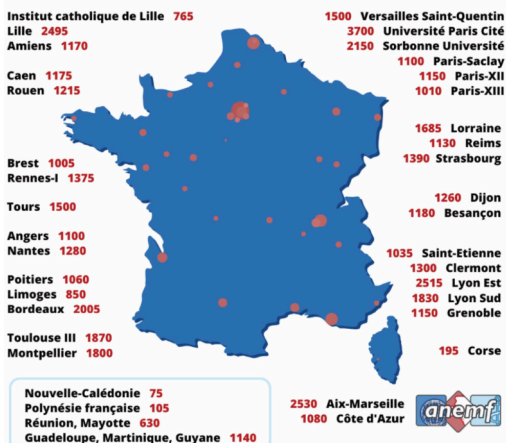 Institut catholique de Lille 765
Lille 2495
Amiens 1170
Caen 1175
Rouen 1215
Brest 1005
Rennes-I 1375
Tours 1500
Angers 1100
Nantes 1280
Poitiers 1060
Limoges 850
Bordeaux 2005
Toulouse III 1870
Montpellier 1800
1500 Versailles Saint-Quentin
3700 Université Paris Cité
2150 Sorbonne Université
1100 Paris-Saclay
1150 Paris-XII
1010 Paris-XIII
1685 Lorraine
1130 Reims
1390 Strasbourg
1260 Dijon
1180 Besançon
1035 Saint-Etienne
1300 Clermont
2515 Lyon Est
1830 Lyon Sud
1150 Grenoble
195 Corse
2530 Aix-Marseille
1080 Côte d'Azur
anemf
Nouvelle-Calédonie 75
Polynésie française 105
Réunion, Mayotte 630
Guadeloupe, Martinique, Guyane 1140